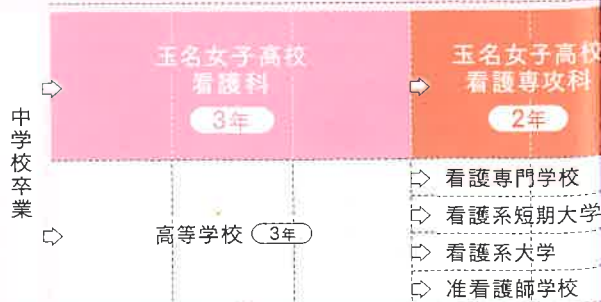 中学校卒業
玉名女子高校
看護科
3年
玉名女子高校
看護専攻科
2年
高等学校 3年
看護専門学校
看護系短期大学
看護系大学
准看護師学校